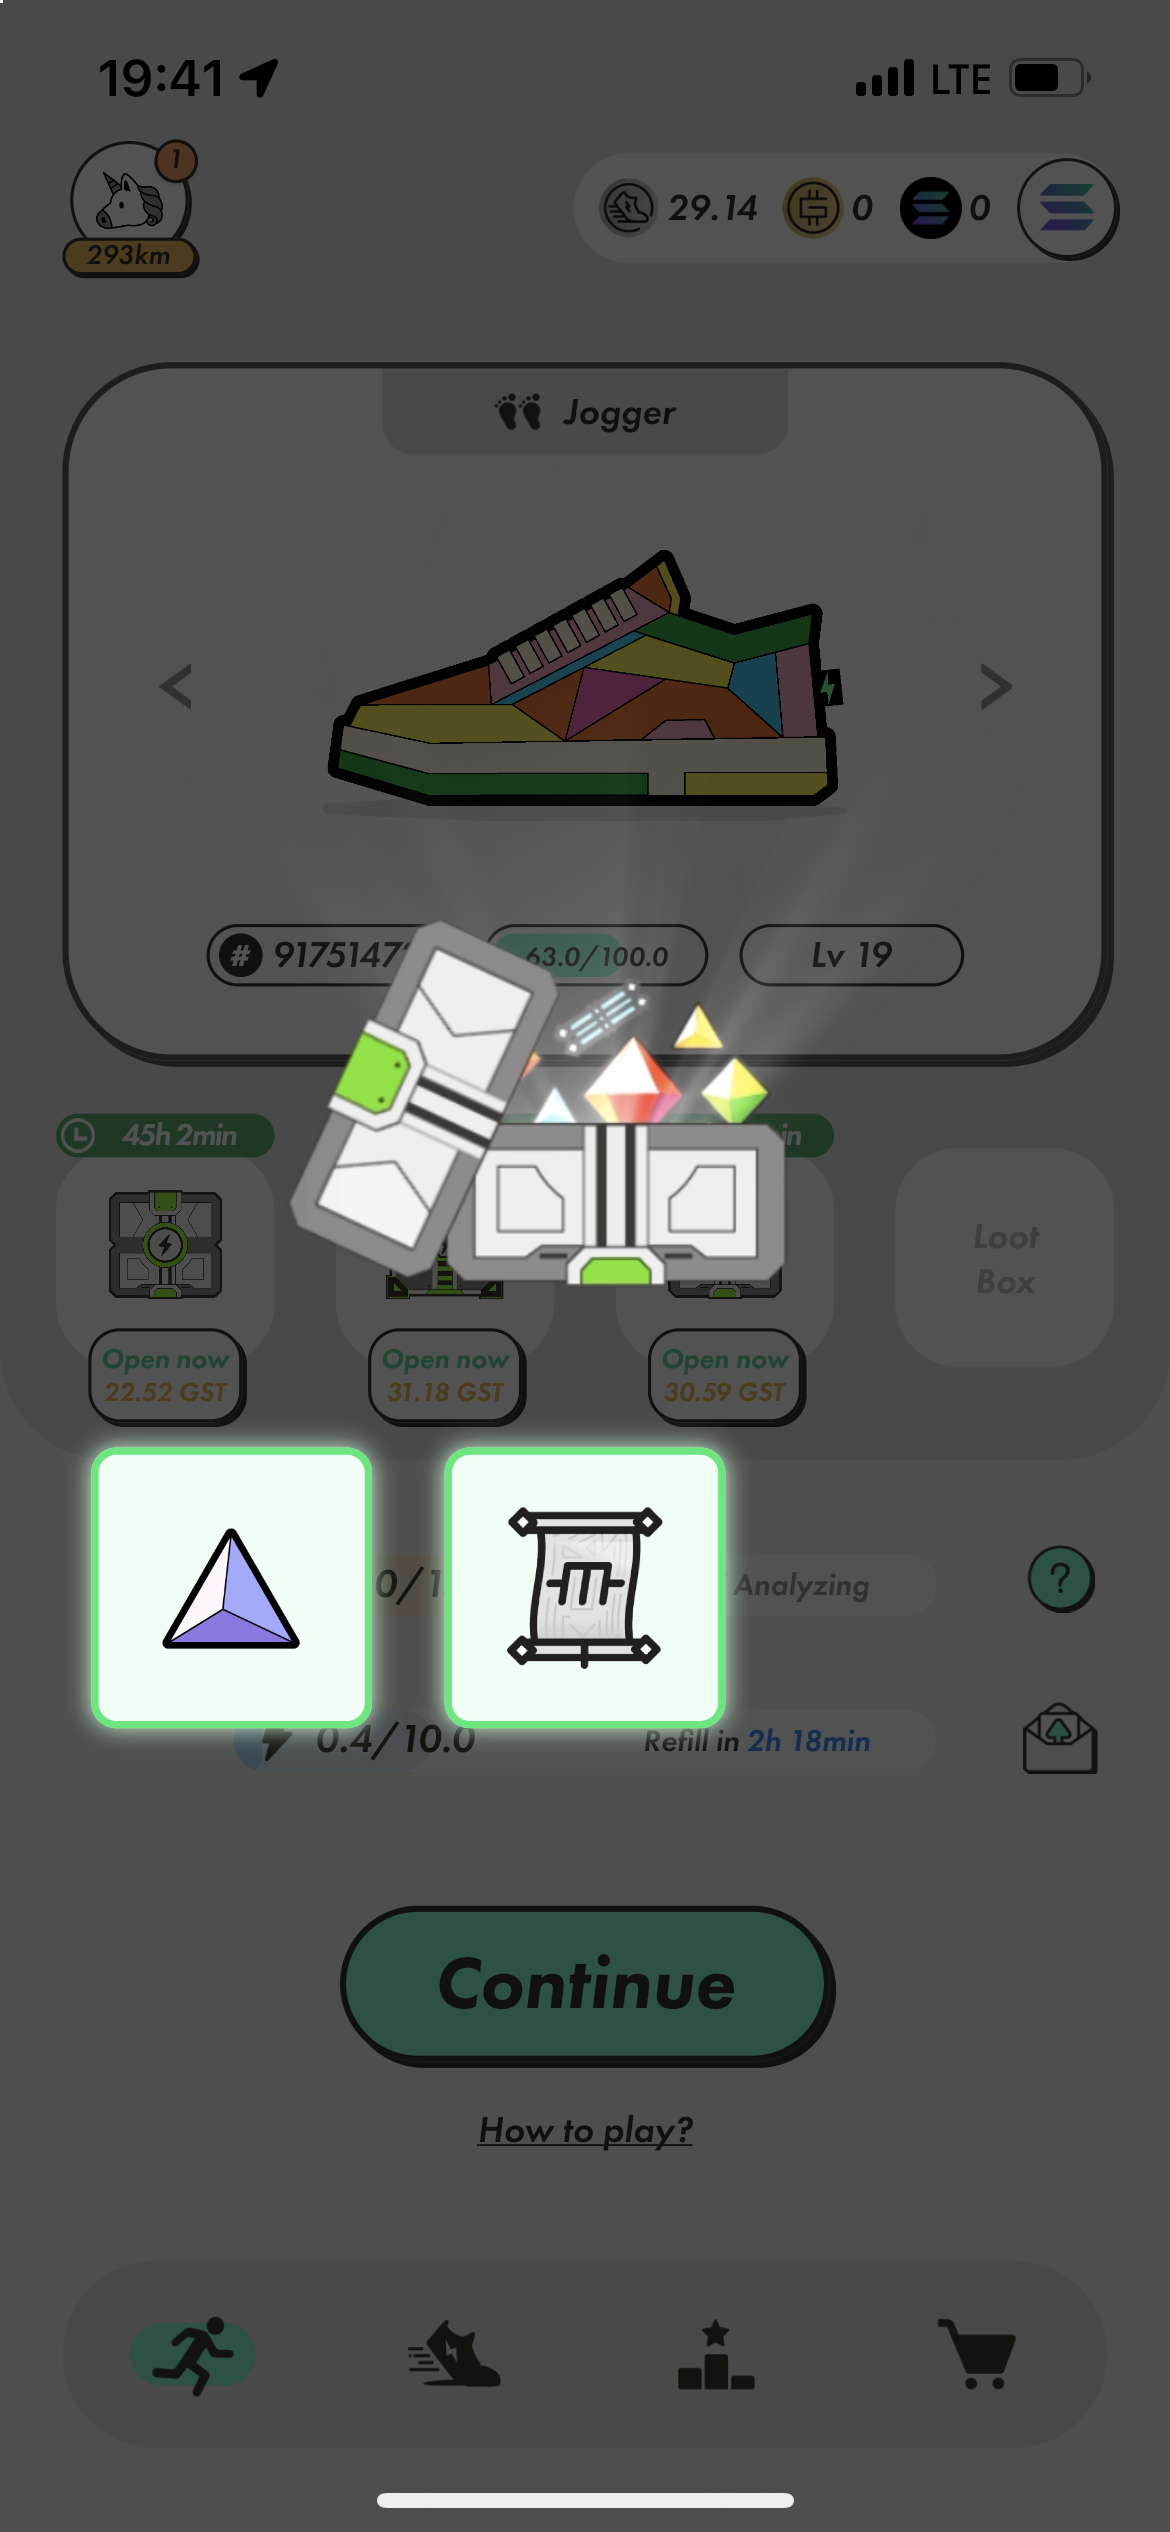 19:41
LTE
1
293km
29.14
0
0
Jogger
# 9175147
63.0/100.0
Lv 19
45h 2min
in
Loot
Box
Open now
22.52 GST
Open now
31.18 GST
Open now
30.59 GST
0/1
Analyzing
?
0.4/10.0
Refill in 2h 18min
Continue
How to play?